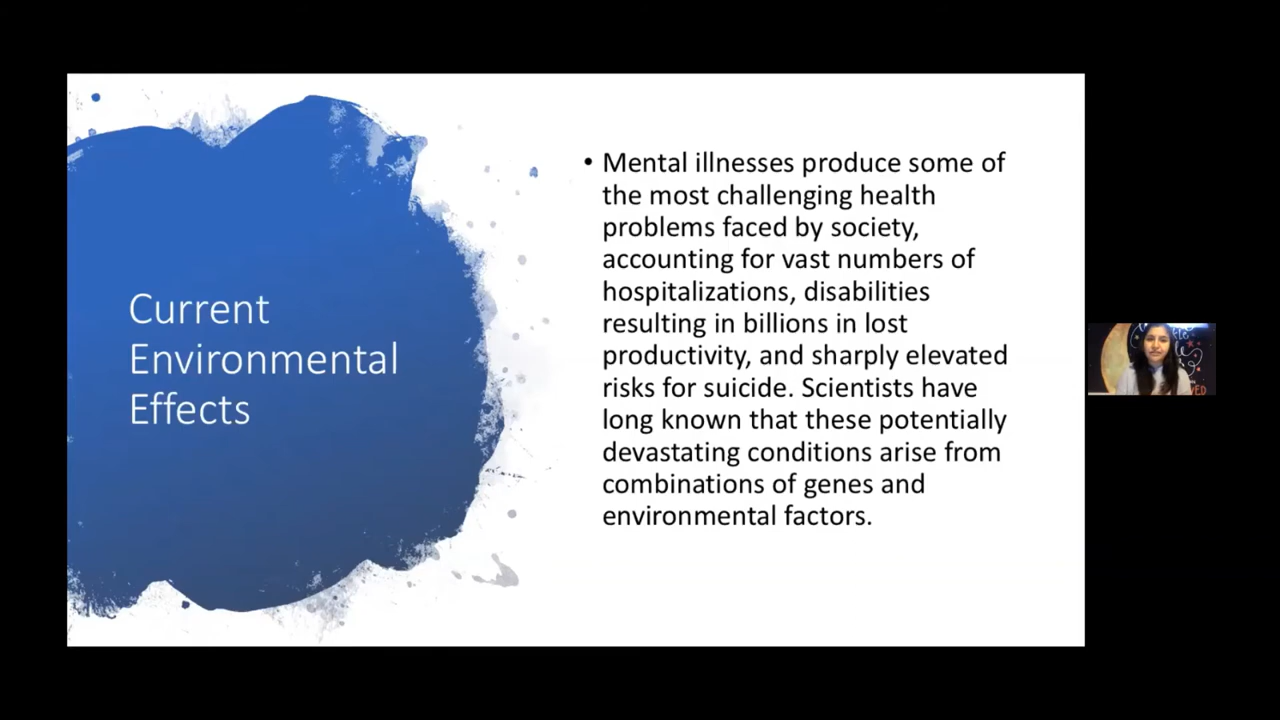 Current
Environmental
Effects
• Mental illnesses produce some of
the most challenging health
problems faced by society,
accounting for vast numbers of
hospitalizations, disabilities
resulting in billions in lost
productivity, and sharply elevated
risks for suicide. Scientists have
long known that these potentially
devastating conditions arise from
combinations of genes and
environmental factors.